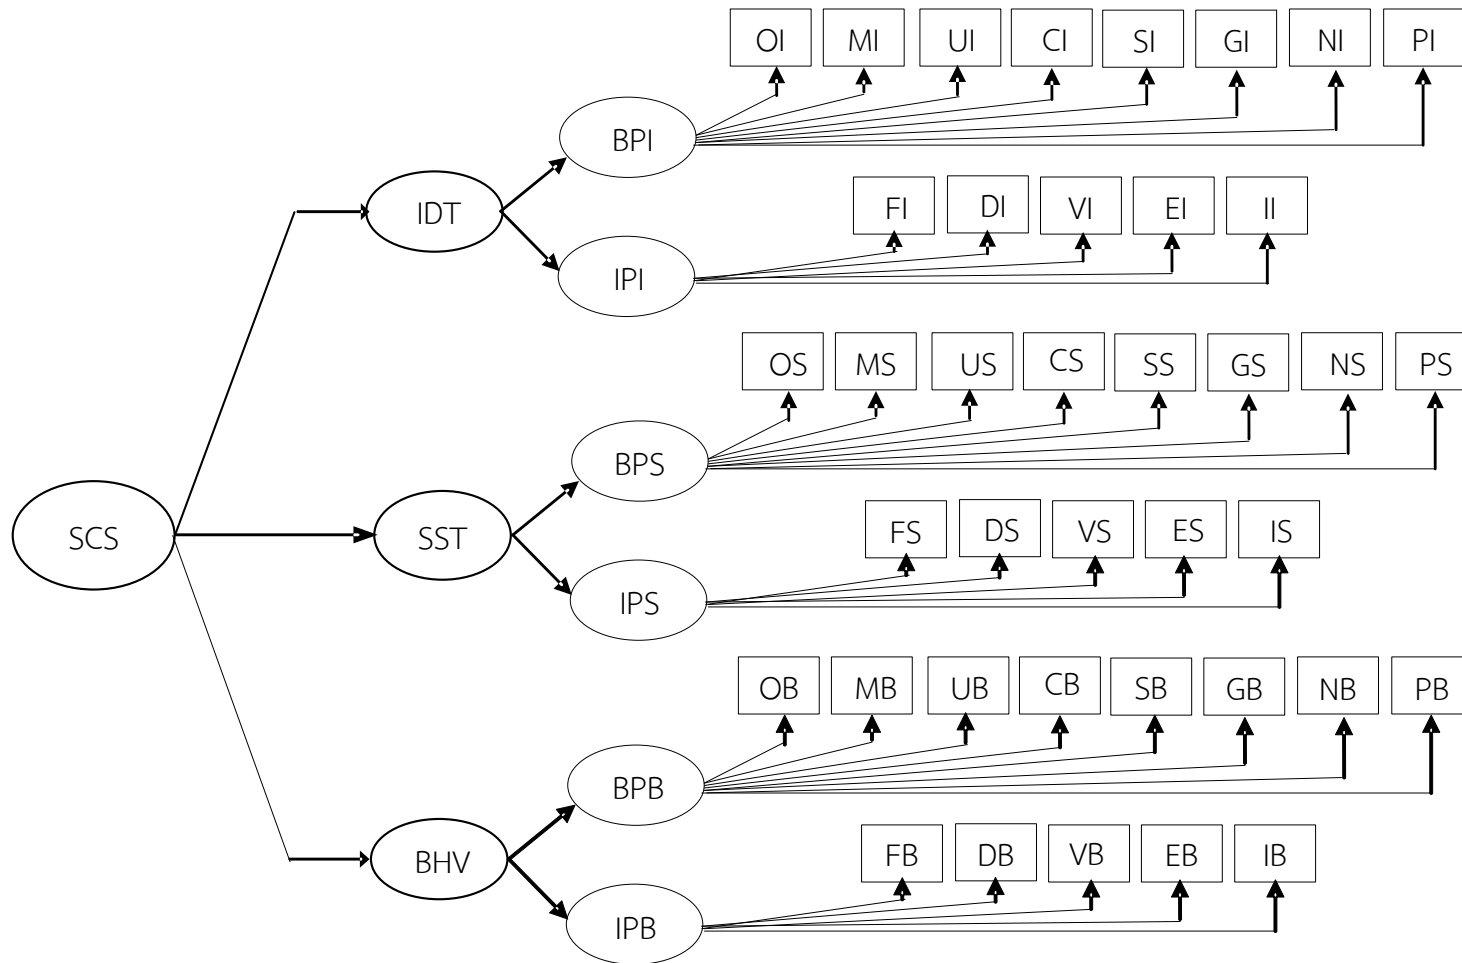 OI MI UI CI SI GI NI PI
BPI
FI DI VI EI II
IDT
IPI
OS MS US CS SS GS NS PS
BPS
FS DS VS ES IS
SCS
SST
IPS
OB MB UB CB SB GB NB PB
BPB
FB DB VB EB IB
BHV
IPB